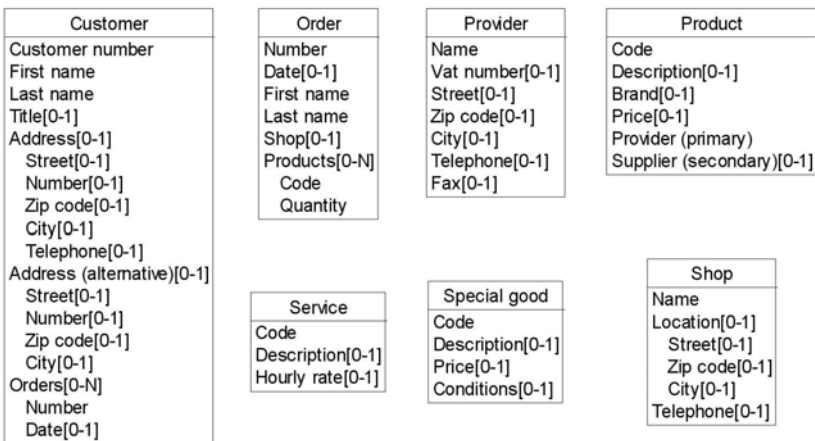 Customer
Customer number
First name
Last name
Title[0-1]
Address[0-1]
Street[0-1]
Number[0-1]
Zip code[0-1]
City[0-1]
Telephone[0-1]
Address (alternative)[0-1]
Street[0-1]
Number[0-1]
Zip code[0-1]
City[0-1]
Orders[0-N]
Number
Date[0-1]
Order
Number
Date[0-1]
First name
Last name
Shop[0-1]
Products[0-N]
Code
Quantity
Provider
Name
Vat number[0-1]
Street[0-1]
Zip code[0-1]
City[0-1]
Telephone[0-1]
Fax[0-1]
Product
Code
Description[0-1]
Brand[0-1]
Price[0-1]
Provider (primary)
Supplier (secondary)[0-1]
Service
Code
Description[0-1]
Hourly rate[0-1]
Special good
Code
Description[0-1]
Price[0-1]
Conditions[0-1]
Shop
Name
Location[0-1]
Street[0-1]
Zip code[0-1]
City[0-1]
Telephone[0-1]